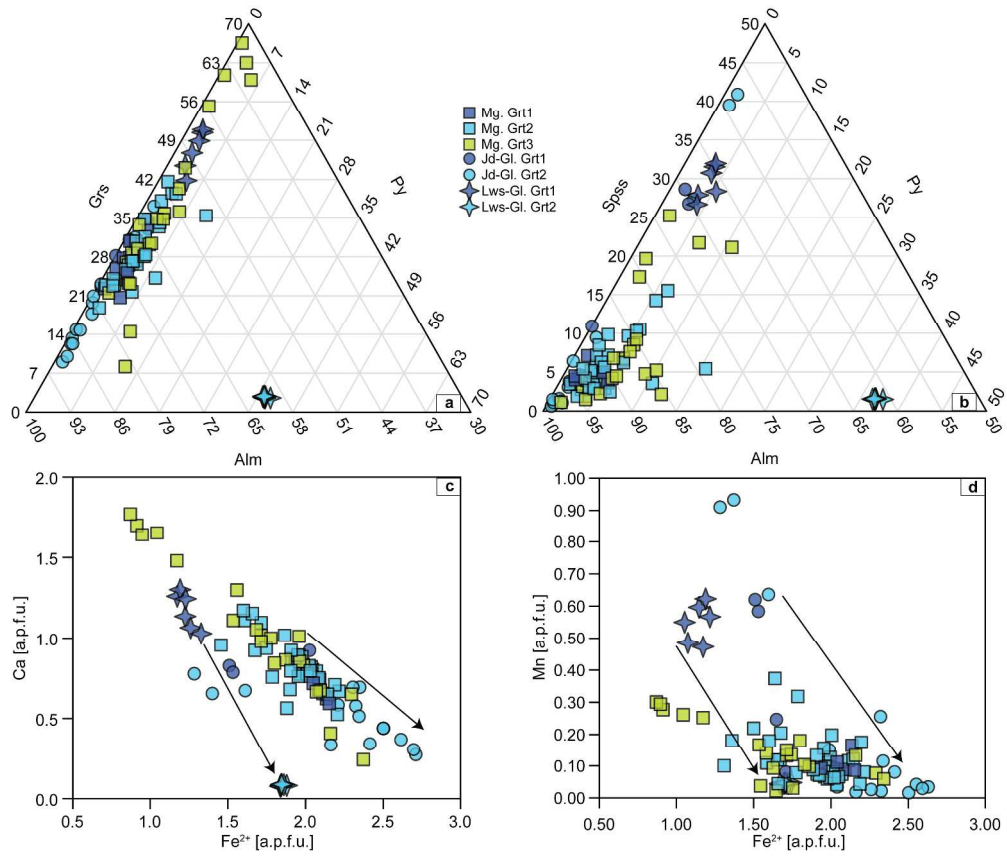 70 0
63 7
56 14
49 21
42 28
35 35
28 42
21 49
14 56
7 63
0 70
100 93 86 79 72 65 58 51 44 37 30
Grs
Py
Alm
a
50 0
45 5
40 10
35 15
30 20
25 25
20 30
15 35
10 40
5 45
0 50
100 95 90 85 80 75 70 65 60 55 50
Spss
Py
Alm
b
Mg. Grt1
Mg. Grt2
Mg. Grt3
Jd-Gl. Grt1
Jd-Gl. Grt2
Lws-Gl. Grt1
Lws-Gl. Grt2
2.0
1.5
1.0
0.5
0.0
0.5 1.0 1.5 2.0 2.5 3.0
Ca [a.p.f.u.]
Fe²⁺ [a.p.f.u.]
c
1.00
0.90
0.80
0.70
0.60
0.50
0.40
0.30
0.20
0.10
0.00
0.50 1.00 1.50 2.00 2.50 3.00
Mn [a.p.f.u.]
Fe²⁺ [a.p.f.u.]
d